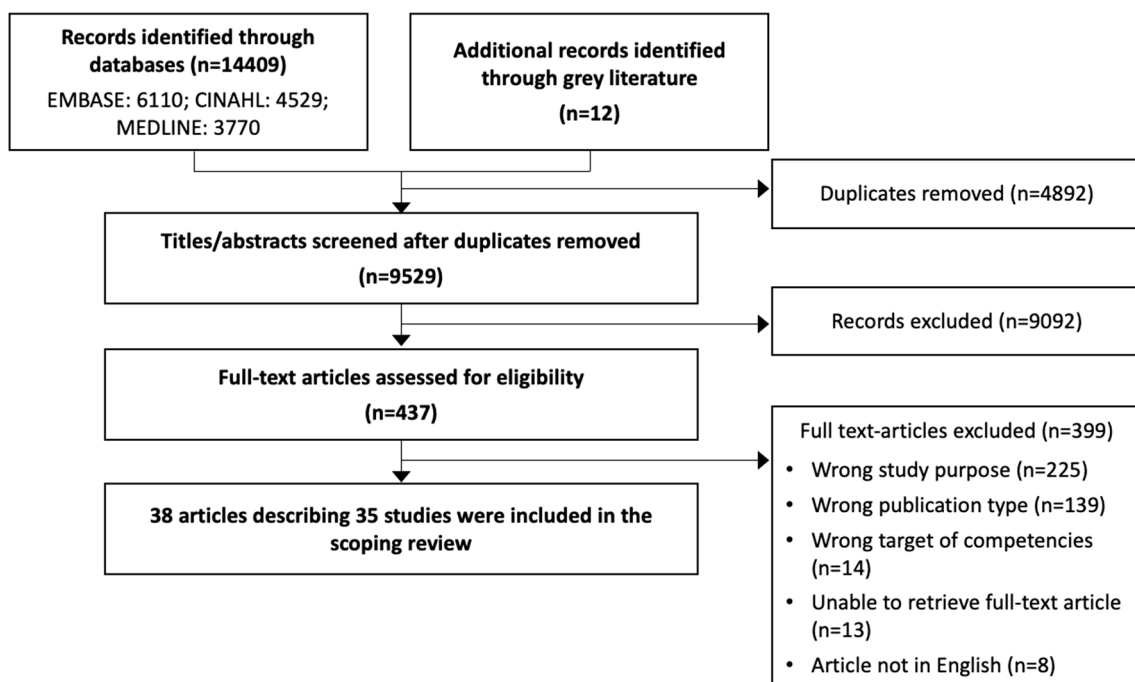 Records identified through
databases (n=14409)
EMBASE: 6110; CINAHL: 4529;
MEDLINE: 3770
Additional records identified
through grey literature
(n=12)
Duplicates removed (n=4892)
Titles/abstracts screened after duplicates removed
(n=9529)
Records excluded (n=9092)
Full-text articles assessed for eligibility
(n=437)
Full text-articles excluded (n=399)
• Wrong study purpose (n=225)
• Wrong publication type (n=139)
• Wrong target of competencies
(n=14)
• Unable to retrieve full-text article
(n=13)
• Article not in English (n=8)
38 articles describing 35 studies were included in the
scoping review